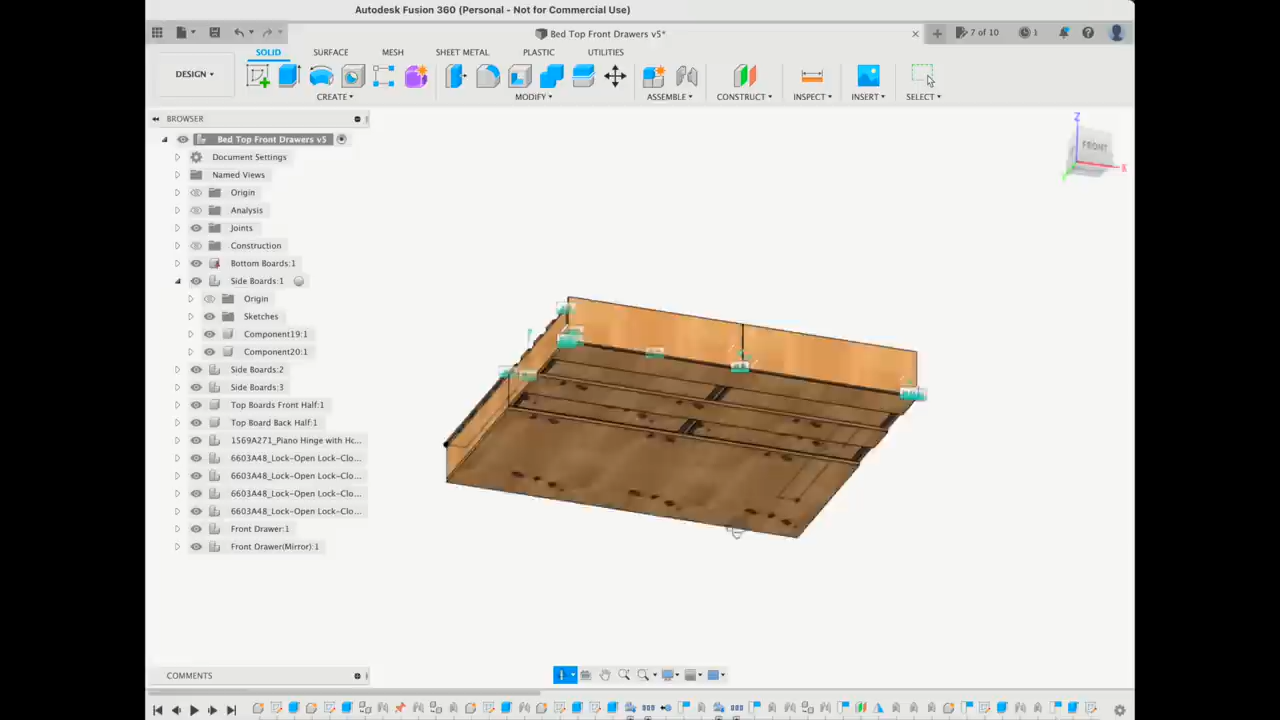 Autodesk Fusion 360 (Personal - Not for Commercial Use)
Bed Top Front Drawers v5*
7 of 10
1
SOLID
SURFACE
MESH
SHEET METAL
PLASTIC
UTILITIES
DESIGN
CREATE
MODIFY
ASSEMBLE
CONSTRUCT
INSPECT
INSERT
SELECT
BROWSER
Bed Top Front Drawers v5
Document Settings
Named Views
Origin
Analysis
Joints
Construction
Bottom Boards:1
Side Boards:1
Origin
Sketches
Component19:1
Component20:1
Side Boards:2
Side Boards:3
Top Boards Front Half:1
Top Board Back Half:1
1569A271_Piano Hinge with Hc...
6603A48_Lock-Open Lock-Clo...
6603A48_Lock-Open Lock-Clo...
6603A48_Lock-Open Lock-Clo...
6603A48_Lock-Open Lock-Clo...
Front Drawer:1
Front Drawer(Mirror):1
Z
FRONT
X
COMMENTS